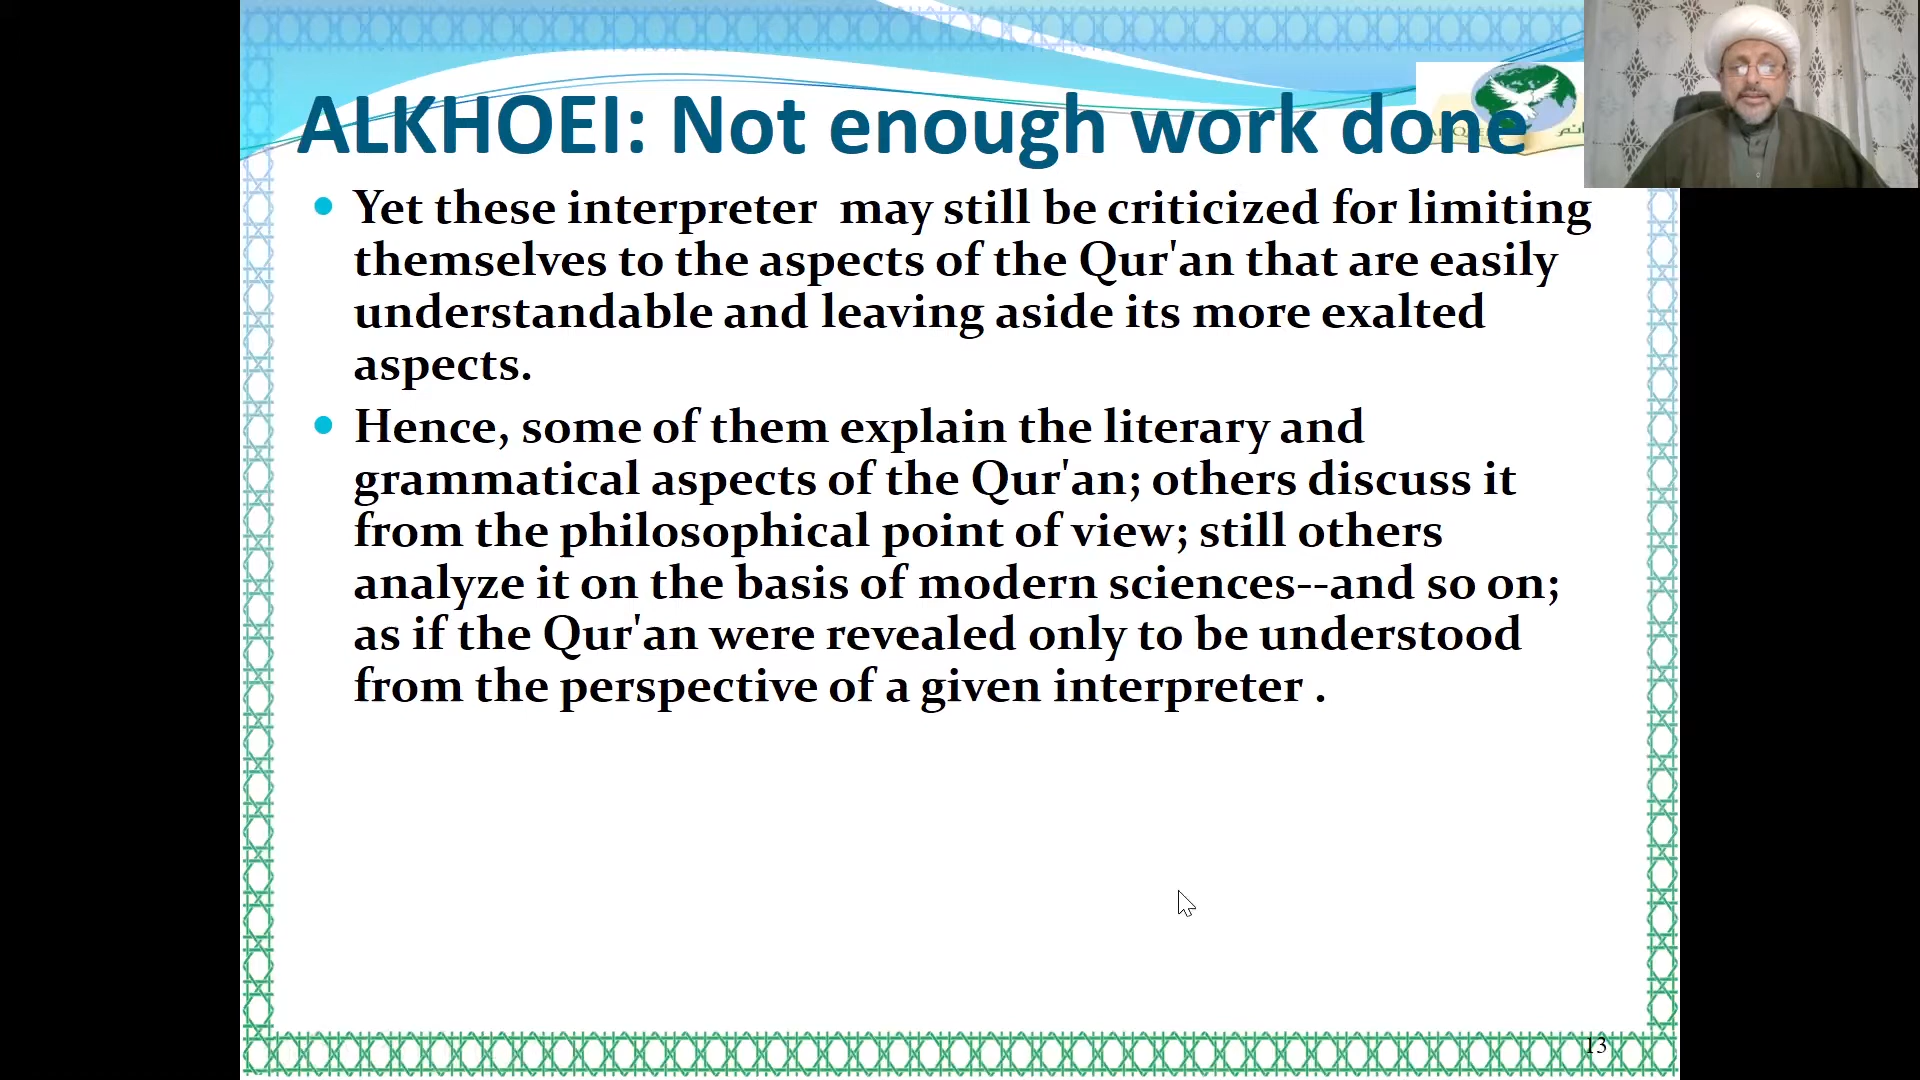 ALKHOEI: Not enough work done
Yet these interpreter may still be criticized for limiting
themselves to the aspects of the Qur'an that are easily
understandable and leaving aside its more exalted
aspects.
Hence, some of them explain the literary and
grammatical aspects of the Qur'an; others discuss it
from the philosophical point of view; still others
analyze it on the basis of modern sciences--and so on;
as if the Qur'an were revealed only to be understood
from the perspective of a given interpreter .
13